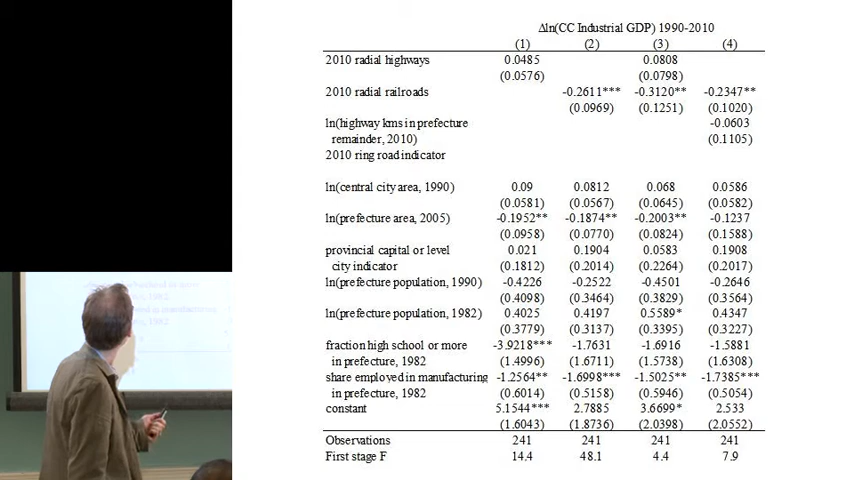 Δln(CC Industrial GDP) 1990-2010
(1) (2) (3) (4)
2010 radial highways 0.0485 0.0808
(0.0576) (0.0798)
2010 radial railroads -0.2611*** -0.3120** -0.2347**
(0.0969) (0.1251) (0.1020)
ln(highway kms in prefecture -0.0603
remainder, 2010) (0.1105)
2010 ring road indicator
ln(central city area, 1990) 0.09 0.0812 0.068 0.0586
(0.0581) (0.0567) (0.0645) (0.0582)
ln(prefecture area, 2005) -0.1952** -0.1874** -0.2003** -0.1237
(0.0958) (0.0770) (0.0824) (0.1588)
provincial capital or level 0.021 0.1904 0.0583 0.1908
city indicator (0.1812) (0.2014) (0.2264) (0.2017)
ln(prefecture population, 1990) -0.4226 -0.2522 -0.4501 -0.2646
(0.4098) (0.3464) (0.3829) (0.3564)
ln(prefecture population, 1982) 0.4025 0.4197 0.5589* 0.4347
(0.3779) (0.3137) (0.3395) (0.3227)
fraction high school or more -3.9218*** -1.7631 -1.6916 -1.5881
in prefecture, 1982 (1.4996) (1.6711) (1.5738) (1.6308)
share employed in manufacturing -1.2564** -1.6998*** -1.5025** -1.7385***
in prefecture, 1982 (0.6014) (0.5158) (0.5946) (0.5054)
constant 5.1544*** 2.7885 3.6699* 2.533
(1.6043) (1.8736) (2.0398) (2.0552)
Observations 241 241 241 241
First stage F 14.4 48.1 4.4 7.9